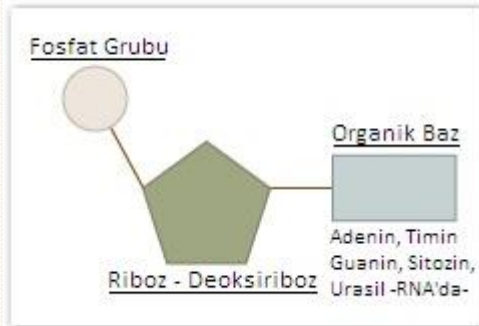 Fosfat Grubu
Organik Baz
Adenin, Timin
Guanin, Sitozin,
Urasil -RNA'da-
Riboz - Deoksiriboz